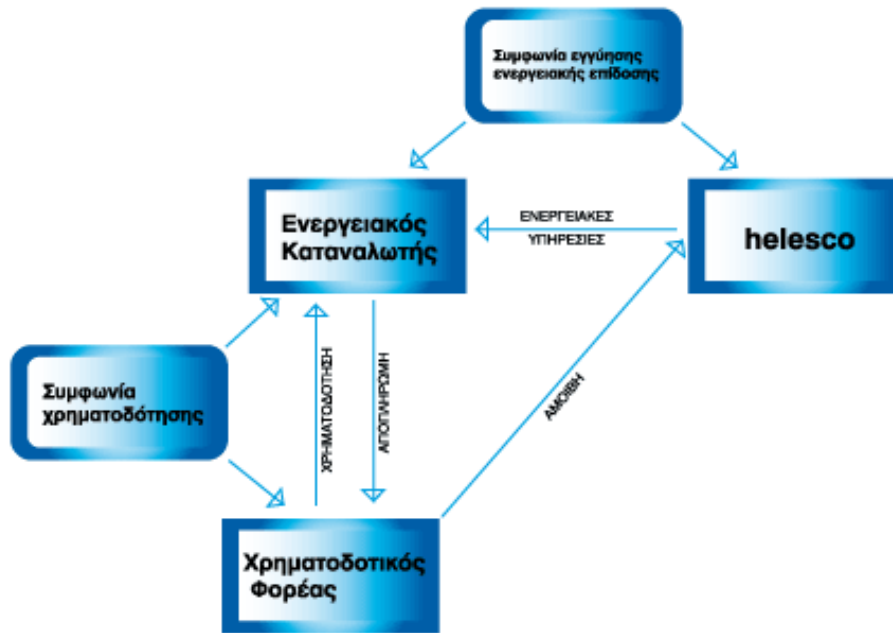 Συμφωνία εγγύησης
ενεργειακής επίδοσης
Ενεργειακός
Καταναλωτής
ΕΝΕΡΓΕΙΑΚΕΣ
ΥΠΗΡΕΣΙΕΣ
helesco
Συμφωνία
χρηματοδότησης
ΧΡΗΜΑΤΟΔΟΤΗΣΗ
ΑΠΟΠΛΗΡΩΜΗ
ΑΜΟΙΒΗ
Χρηματοδοτικός
Φορέας